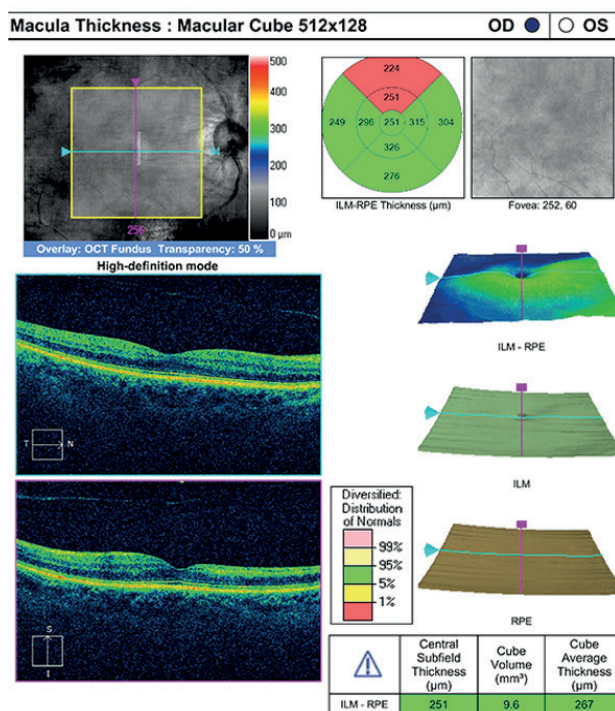 Macula Thickness : Macular Cube 512x128 OD OS
500
400
300
200
100
0 µm
256
Overlay: OCT Fundus Transparency: 50 %
224
251
249 296 251 315 304
326
276
ILM-RPE Thickness (µm)
Fovea: 252, 60
High-definition mode
T N
S
I
ILM - RPE
ILM
RPE
Diversified:
Distribution
of Normals
99%
95%
5%
1%
Central Subfield Thickness (µm)
Cube Volume (mm³)
Cube Average Thickness (µm)
ILM - RPE 251 9.6 267